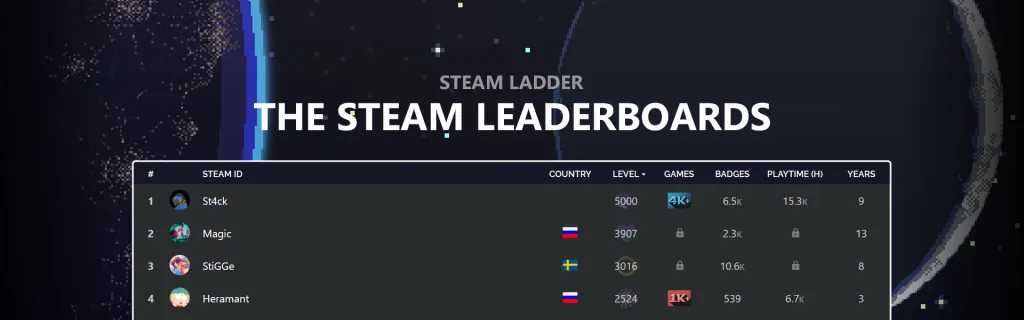 STEAM LADDER
THE STEAM LEADERBOARDS
# STEAM ID COUNTRY LEVEL GAMES BADGES PLAYTIME (H) YEARS
1 St4ck 5000 4K+ 6.5K 15.3K 9
2 Magic 3907 2.3K 13
3 StiGGe 3016 10.6K 8
4 Heramant 2524 1K+ 539 6.7K 3